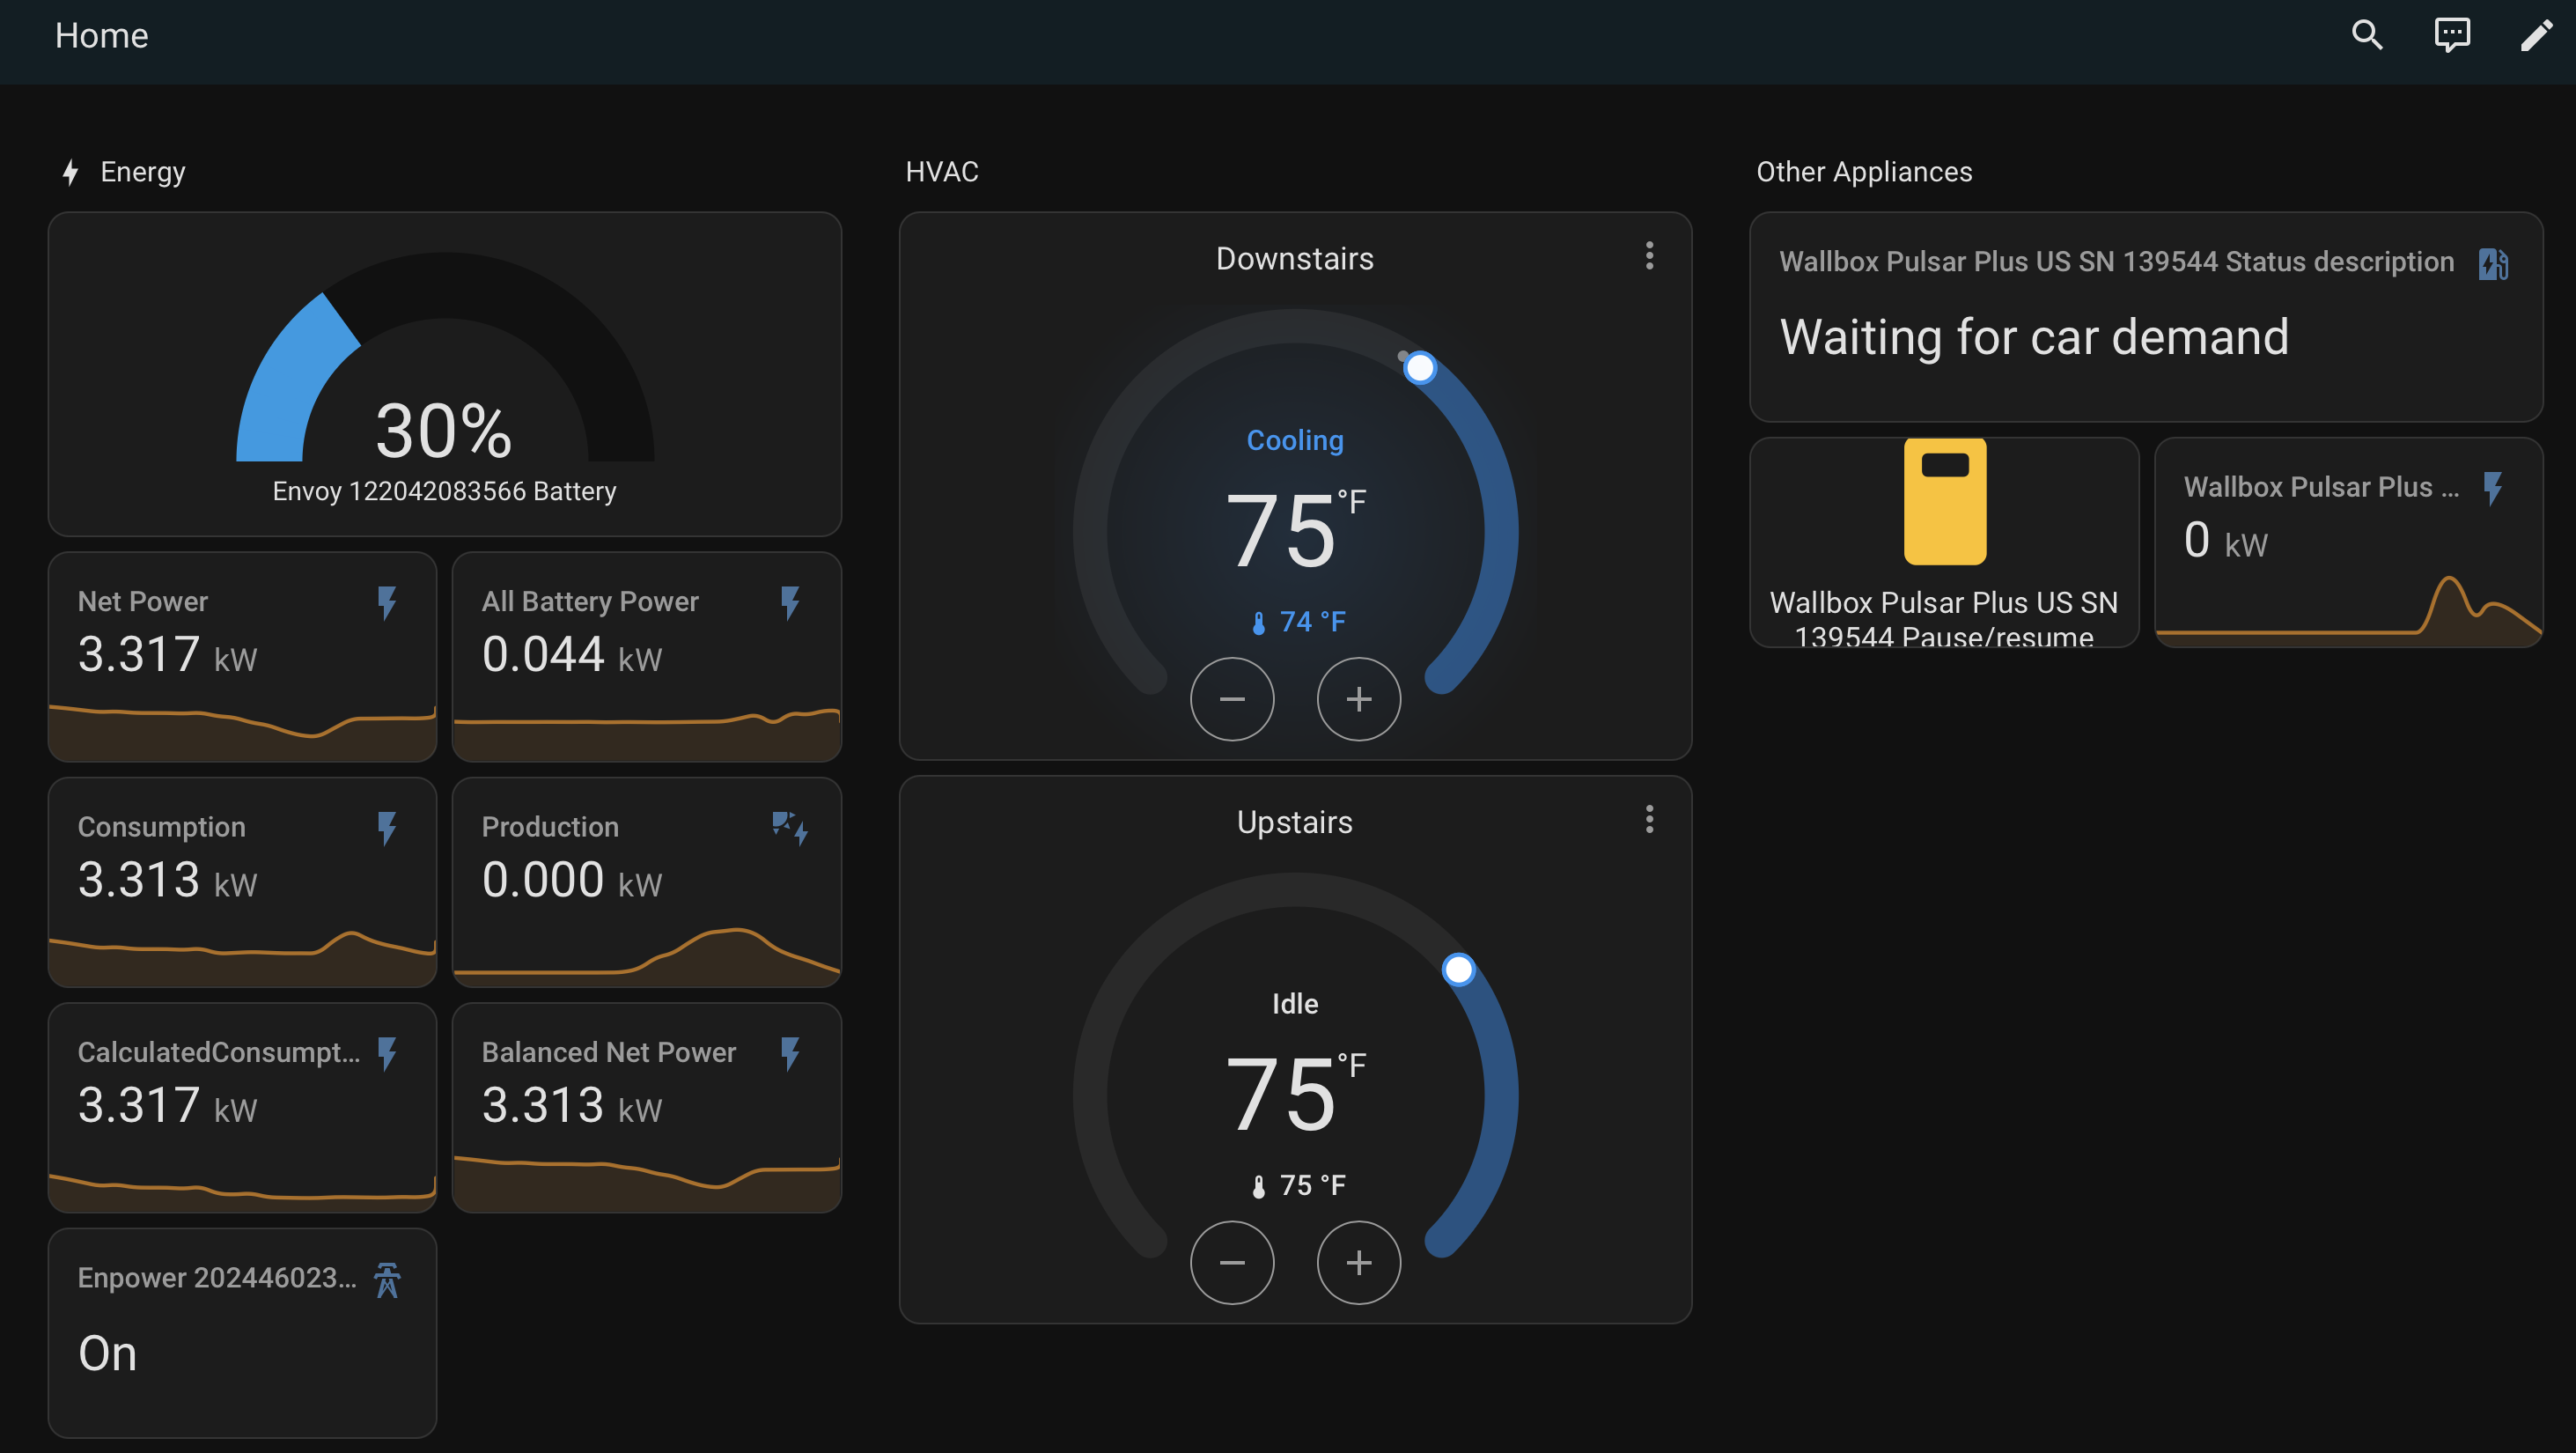 Home
Energy
30%
Envoy 122042083566 Battery
Net Power
3.317 kW
All Battery Power
0.044 kW
Consumption
3.313 kW
Production
0.000 kW
CalculatedConsumpt...
3.317 kW
Balanced Net Power
3.313 kW
Enpower 202446023...
On
HVAC
Downstairs
Cooling
75 °F
74 °F
Upstairs
Idle
75 °F
75 °F
Other Appliances
Wallbox Pulsar Plus US SN 139544 Status description
Waiting for car demand
Wallbox Pulsar Plus US SN
139544 Pause/resume
Wallbox Pulsar Plus ...
0 kW